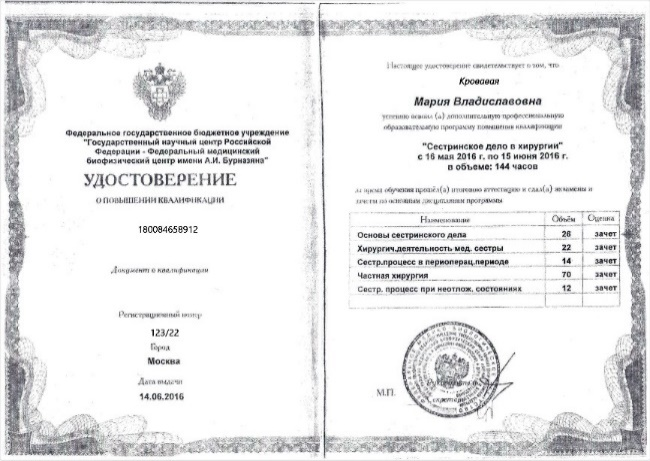 Федеральное государственное бюджетное учреждение
"Государственный научный центр Российской
Федерации - Федеральный медицинский
биофизический центр имени А.И. Бурназяна"
УДОСТОВЕРЕНИЕ
О ПОВЫШЕНИИ КВАЛИФИКАЦИИ
180084658912
Документ о квалификации
Регистрационный номер
123/22
Город
Москва
Дата выдачи
14.06.2016
Настоящее удостоверение свидетельствует о том, что
Кровавая
Мария Владиславовна
успешно освоил (а) дополнительную профессиональную
образовательную программу повышения квалификации
"Сестринское дело в хирургии"
с 16 мая 2016 г. по 15 июня 2016 г.
в объеме: 144 часов
за время обучения прошёл(а) итоговую аттестацию и сдал(а) экзамены и
зачеты по основным дисциплинам программы
Наименование Объём Оценка
Основы сестринского дела 26 зачет
Хирургич.деятельность мед. сестры 22 зачет
Сестр.процесс в периоперац.периоде 14 зачет
Частная хирургия 70 зачет
Сестр. процесс при неотлож. состояниях 12 зачет
Руководитель
М.П.
секретарь